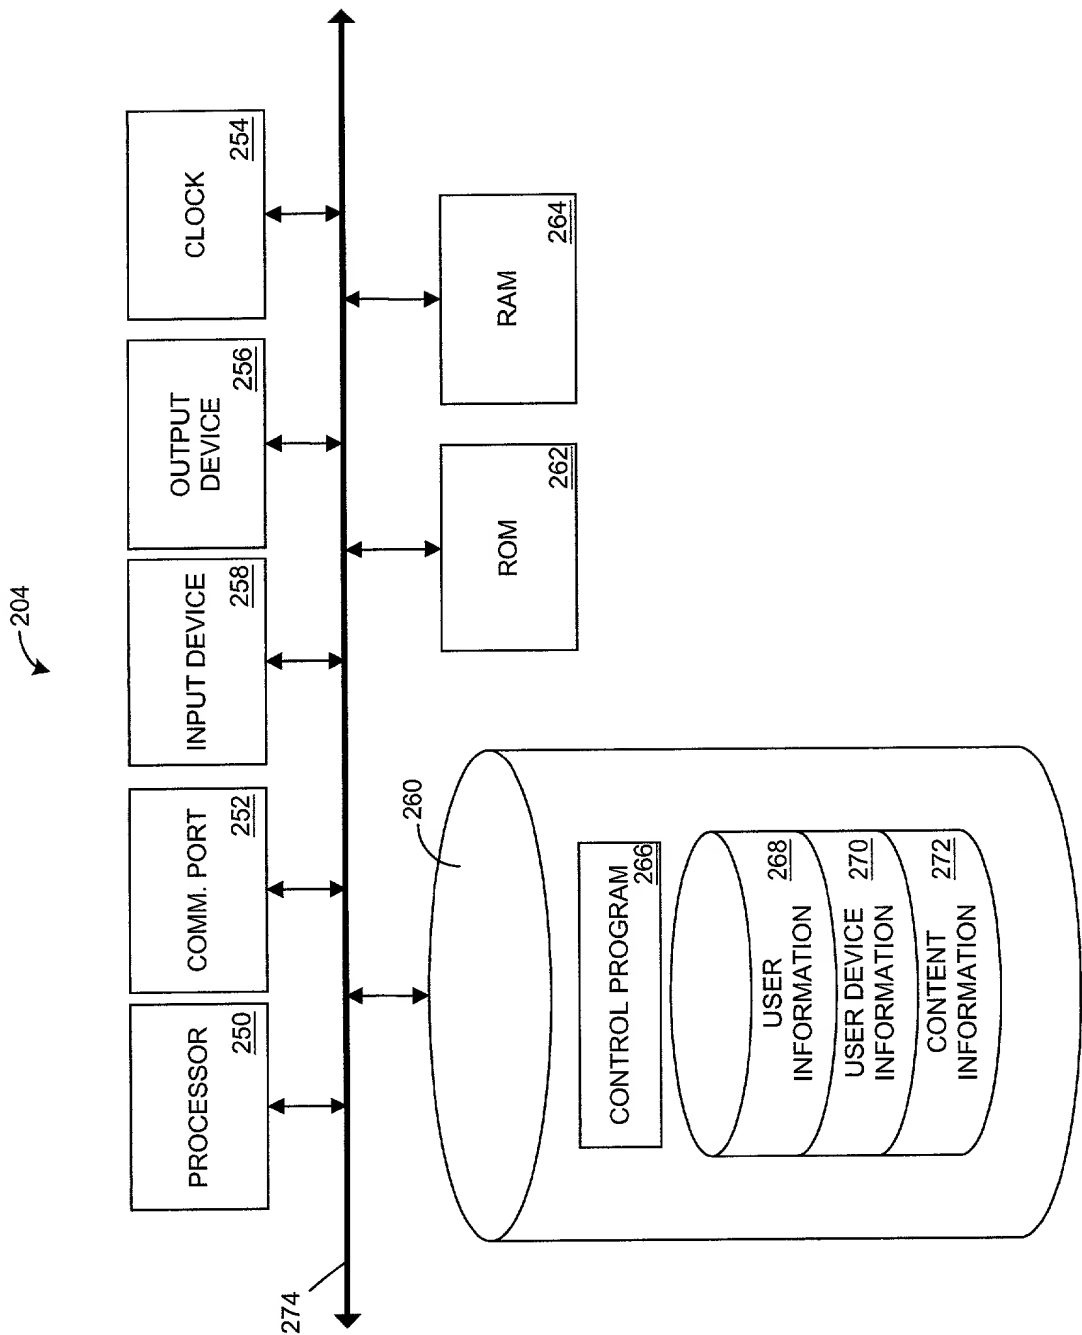 204
PROCESSOR
250
COMM. PORT
252
INPUT DEVICE
258
OUTPUT
DEVICE
256
CLOCK
254
274
260
CONTROL PROGRAM
266
USER
INFORMATION
268
USER DEVICE
INFORMATION
270
CONTENT
INFORMATION
272
ROM
262
RAM
264